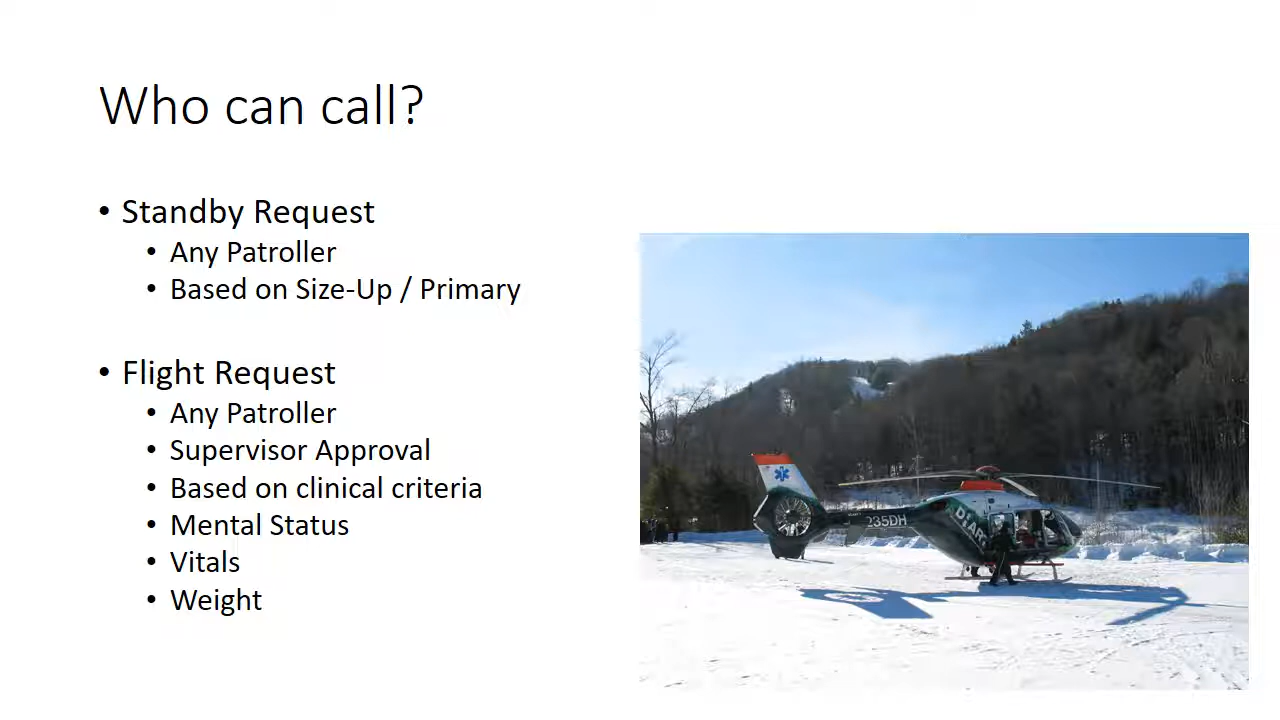 Who can call?
• Standby Request
• Any Patroller
• Based on Size-Up / Primary
• Flight Request
• Any Patroller
• Supervisor Approval
• Based on clinical criteria
• Mental Status
• Vitals
• Weight
235DH
DHART